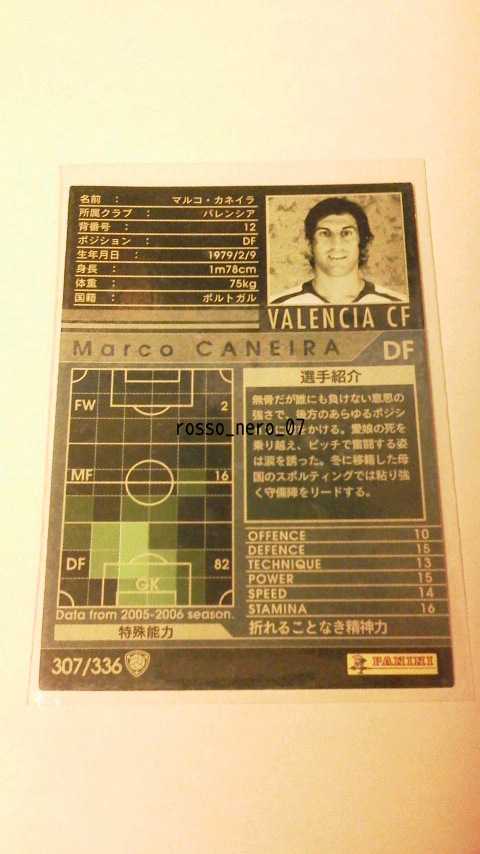 名前 : マルコ・カネイラ
所属クラブ : バレンシア
背番号 : 12
ポジション : DF
生年月日 : 1979/2/9
身長 : 1m78cm
体重 : 75kg
国籍 : ポルトガル
VALENCIA CF
Marco CANEIRA DF
FW 2
MF 16
DF 82
GK
Data from 2005-2006 season.
選手紹介
無骨だが誰にも負けない意思の
強さで、後方のあらゆるポジシ
に鍵をかける。愛娘の死を
乗り越え、ピッチで奮闘する姿
は涙を誘った。冬に移籍した母
国のスポルティングでは粘り強
く守備陣をリードする。
rosso_nero_07
OFFENCE 10
DEFENCE 15
TECHNIQUE 13
POWER 15
SPEED 14
STAMINA 16
特殊能力 折れることなき精神力
307/336 PANINI